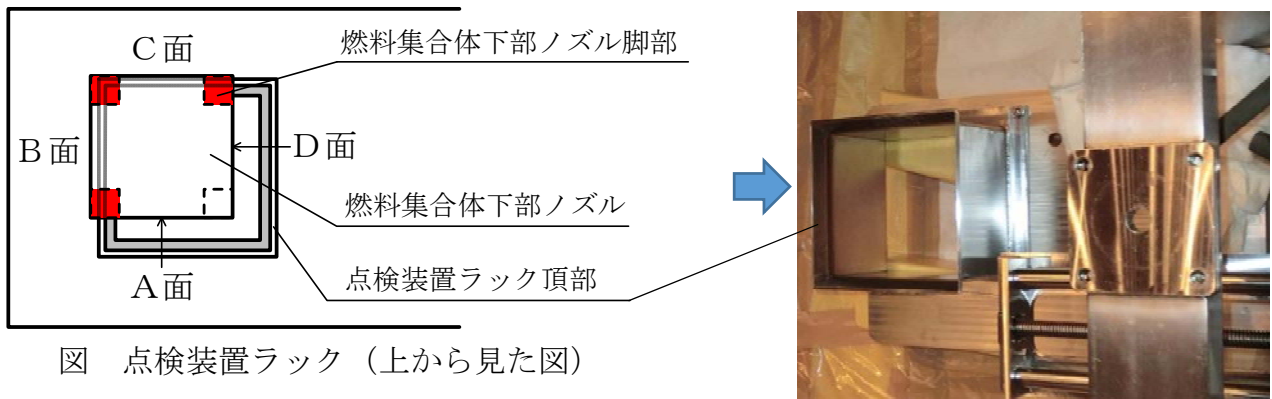 C面
燃料集合体下部ノズル脚部
B面
D面
燃料集合体下部ノズル
A面
点検装置ラック頂部
図 点検装置ラック（上から見た図）